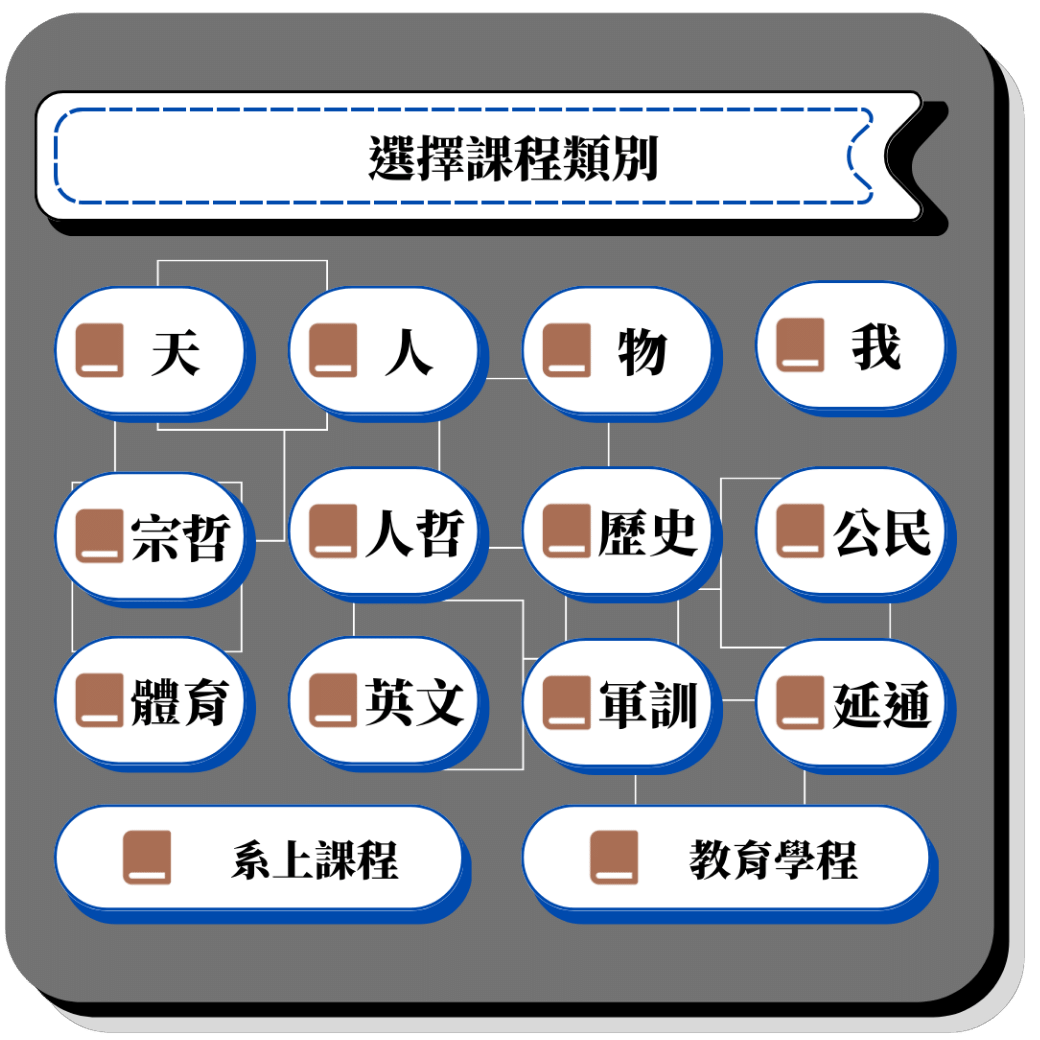 選擇課程類別
天
人
物
我
宗哲
人哲
歷史
公民
體育
英文
軍訓
延通
系上課程
教育學程